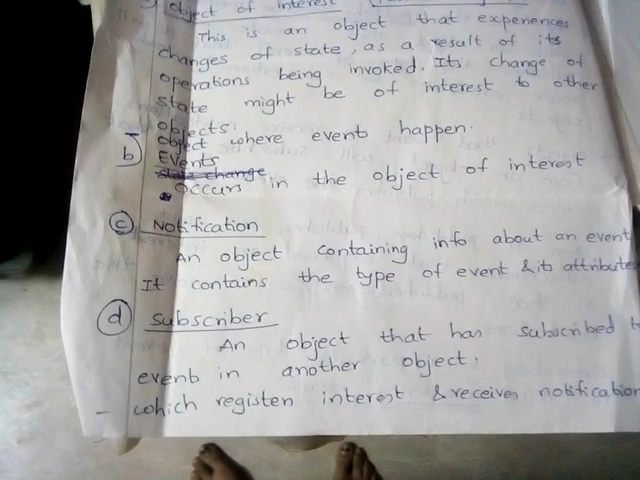 object of interest
This is an object that experiences
changes of state, as a result of its
operations being invoked. Its change of
state might be of interest to other
objects.
object where event happen.
b) Events
state change
occurs in the object of interest
c) Notification
An object containing info about an event
It contains the type of event & its attribute
d) subscriber
An object that has subscribed t
event in another object.
- which register interest & receives notification